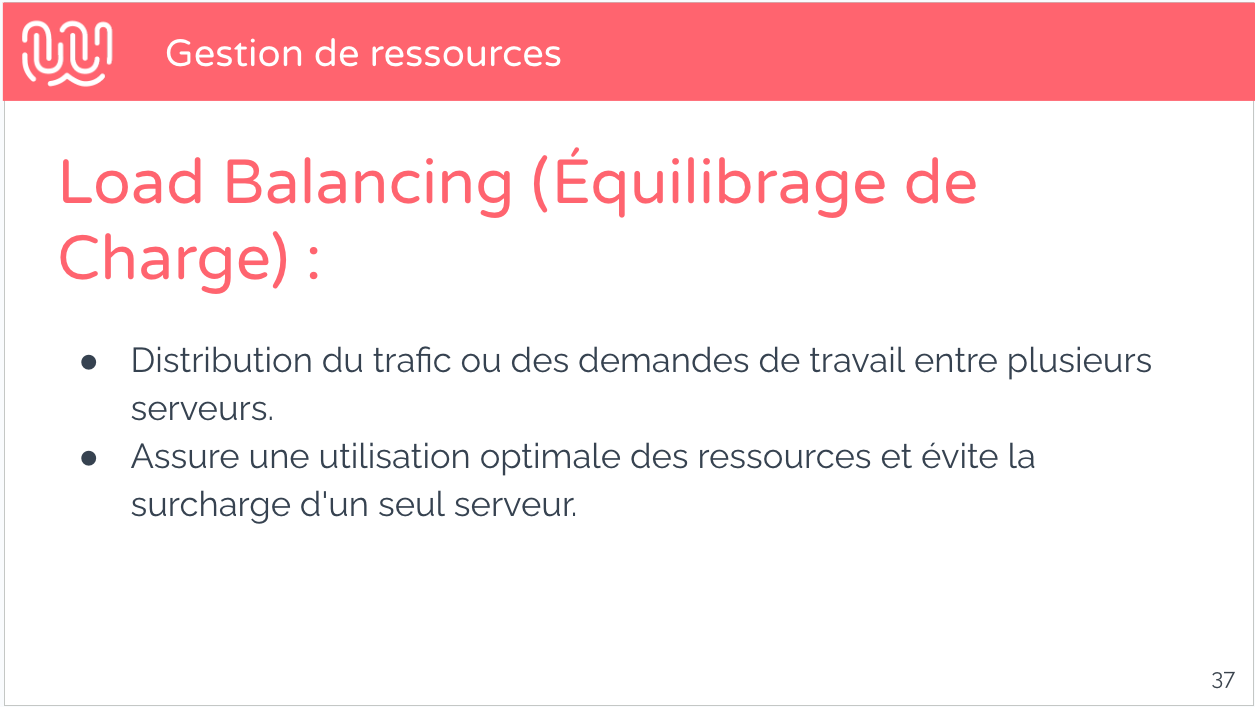 Gestion de ressources
Load Balancing (Équilibrage de
Charge) :
● Distribution du trafic ou des demandes de travail entre plusieurs
serveurs.
● Assure une utilisation optimale des ressources et évite la
surcharge d'un seul serveur.
37